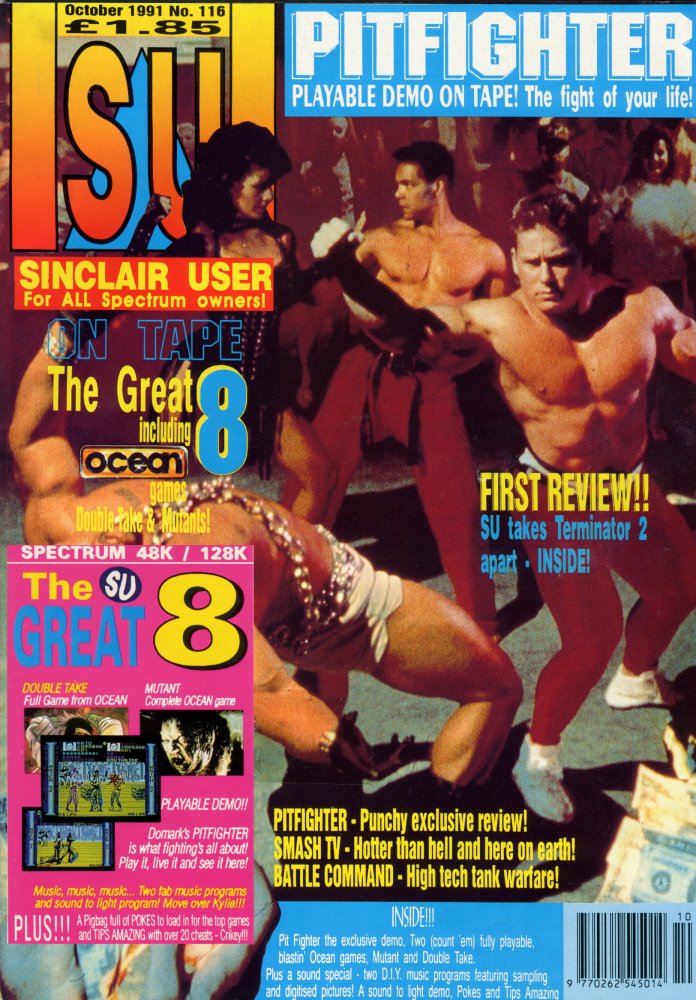 October 1991 No. 116
£1.85
SU
SINCLAIR USER
For ALL Spectrum owners!
PITFIGHTER
PLAYABLE DEMO ON TAPE! The fight of your life!
ON TAPE
The Great 8
including
ocean
games
Double Take & Mutants!
FIRST REVIEW!!
SU takes Terminator 2
apart - INSIDE!
SPECTRUM 48K / 128K
The SU
GREAT 8
DOUBLE TAKE
Full Game from OCEAN
MUTANT
Complete OCEAN game
PLAYABLE DEMO!!
Domark's PITFIGHTER
is what fighting's all about!
Play it, live it and see it here!
Music, music, music... Two fab music programs
and sound to light program! Move over Kylie!!!
PLUS!!! A Pigbag full of POKES to load in for the top games
and TIPS AMAZING with over 20 cheats - Crikey!!!
PITFIGHTER - Punchy exclusive review!
SMASH TV - Hotter than hell and here on earth!
BATTLE COMMAND - High tech tank warfare!
INSIDE!!!
Pit Fighter the exclusive demo, Two (count 'em) fully playable,
blastin' Ocean games, Mutant and Double Take.
Plus a sound special - two D.I.Y. music programs featuring sampling
and digitised pictures! A sound to light demo, Pokes and Tips Amazing
10
9 770262 545014